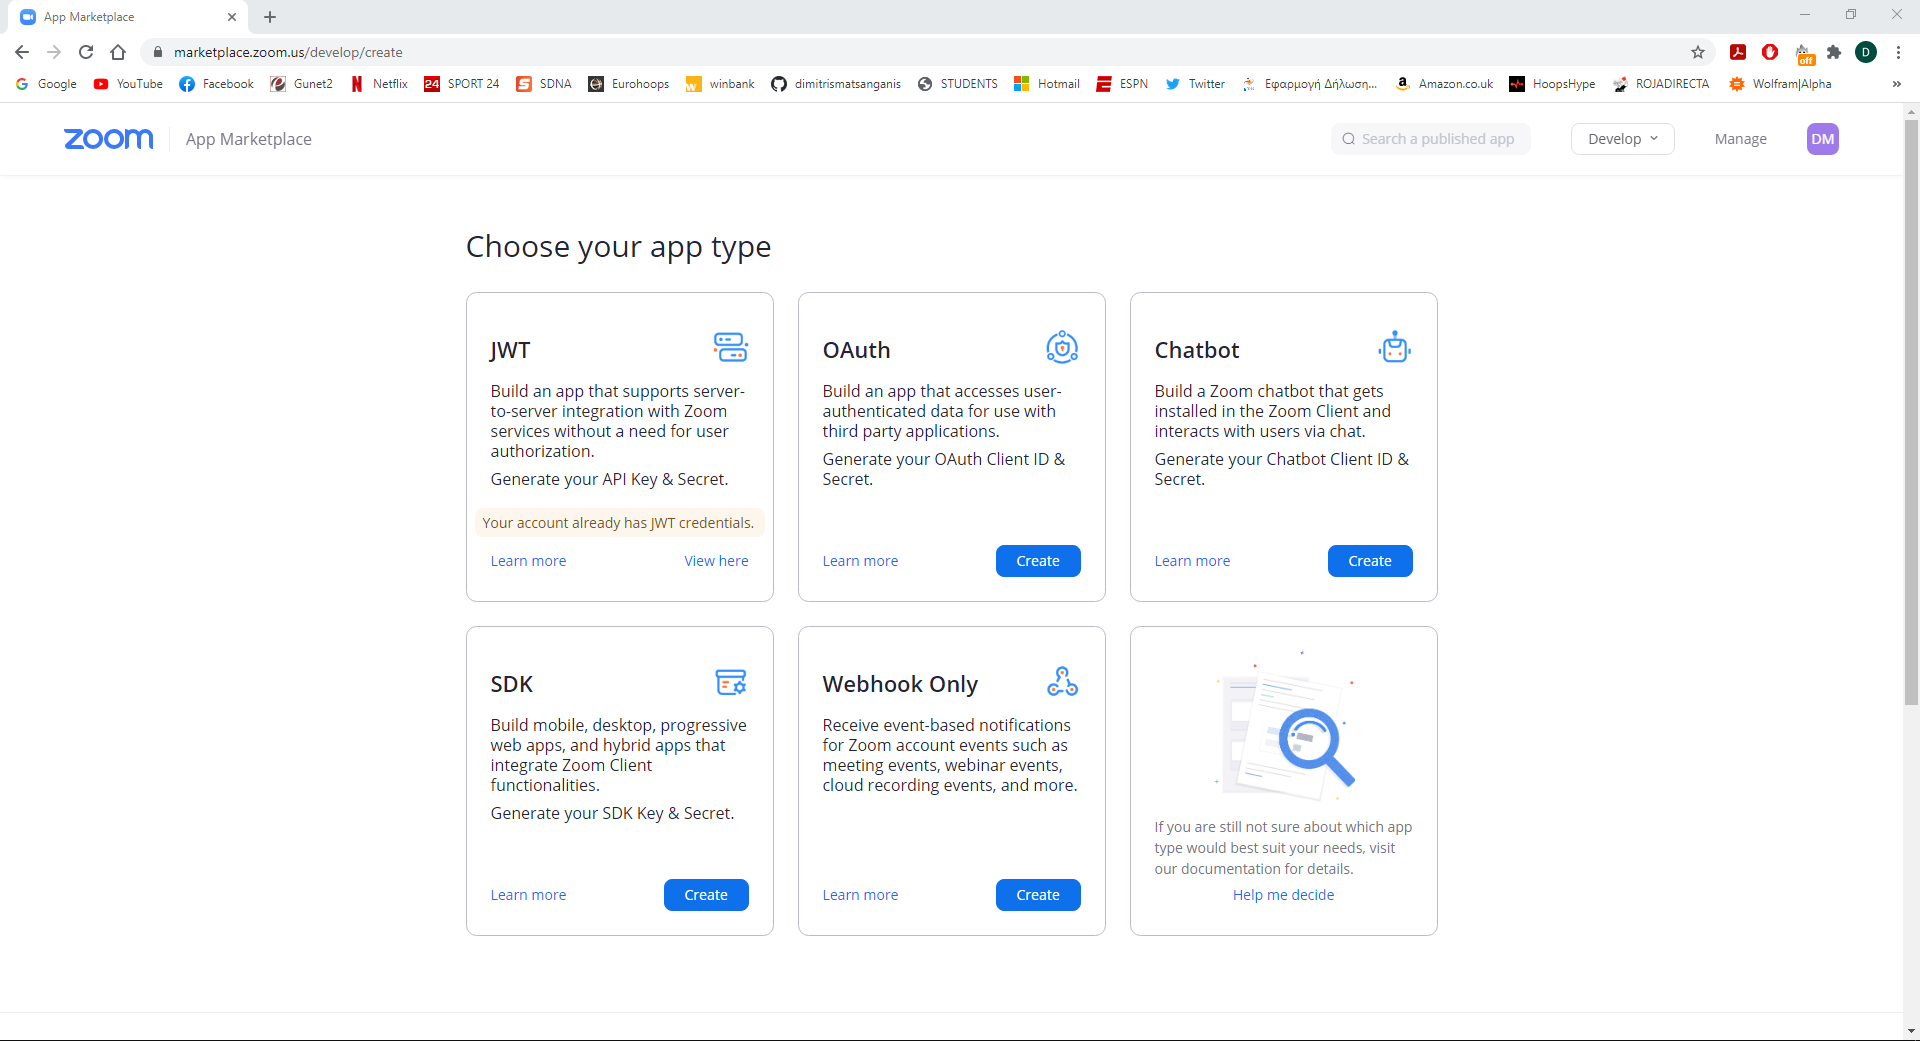 App Marketplace
marketplace.zoom.us/develop/create
D
off
Google YouTube Facebook Gunet2 Netflix 24 SPORT 24 SDNA Eurohoops winbank dimitrismatsanganis STUDENTS Hotmail ESPN Twitter Εφαρμογή Δήλωση... Amazon.co.uk HoopsHype ROJADIRECTA Wolfram|Alpha »
zoom App Marketplace Search a published app Develop Manage DM
Choose your app type
JWT
Build an app that supports server-
to-server integration with Zoom
services without a need for user
authorization.
Generate your API Key & Secret.
Your account already has JWT credentials.
Learn more View here
OAuth
Build an app that accesses user-
authenticated data for use with
third party applications.
Generate your OAuth Client ID &
Secret.
Learn more Create
Chatbot
Build a Zoom chatbot that gets
installed in the Zoom Client and
interacts with users via chat.
Generate your Chatbot Client ID &
Secret.
Learn more Create
SDK
Build mobile, desktop, progressive
web apps, and hybrid apps that
integrate Zoom Client
functionalities.
Generate your SDK Key & Secret.
Learn more Create
Webhook Only
Receive event-based notifications
for Zoom account events such as
meeting events, webinar events,
cloud recording events, and more.
Learn more Create
If you are still not sure about which app
type would best suit your needs, visit
our documentation for details.
Help me decide